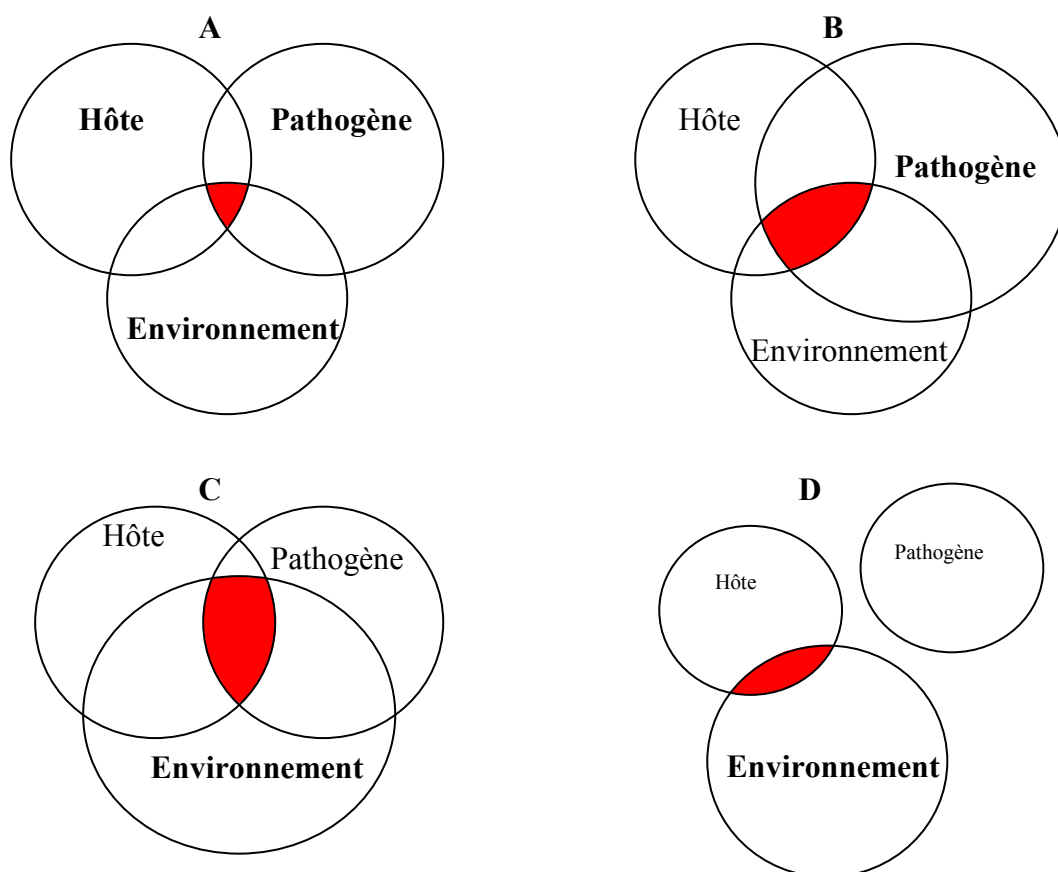 A
Hôte
Pathogène
Environnement
B
Hôte
Pathogène
Environnement
C
Hôte
Pathogène
Environnement
D
Hôte
Pathogène
Environnement